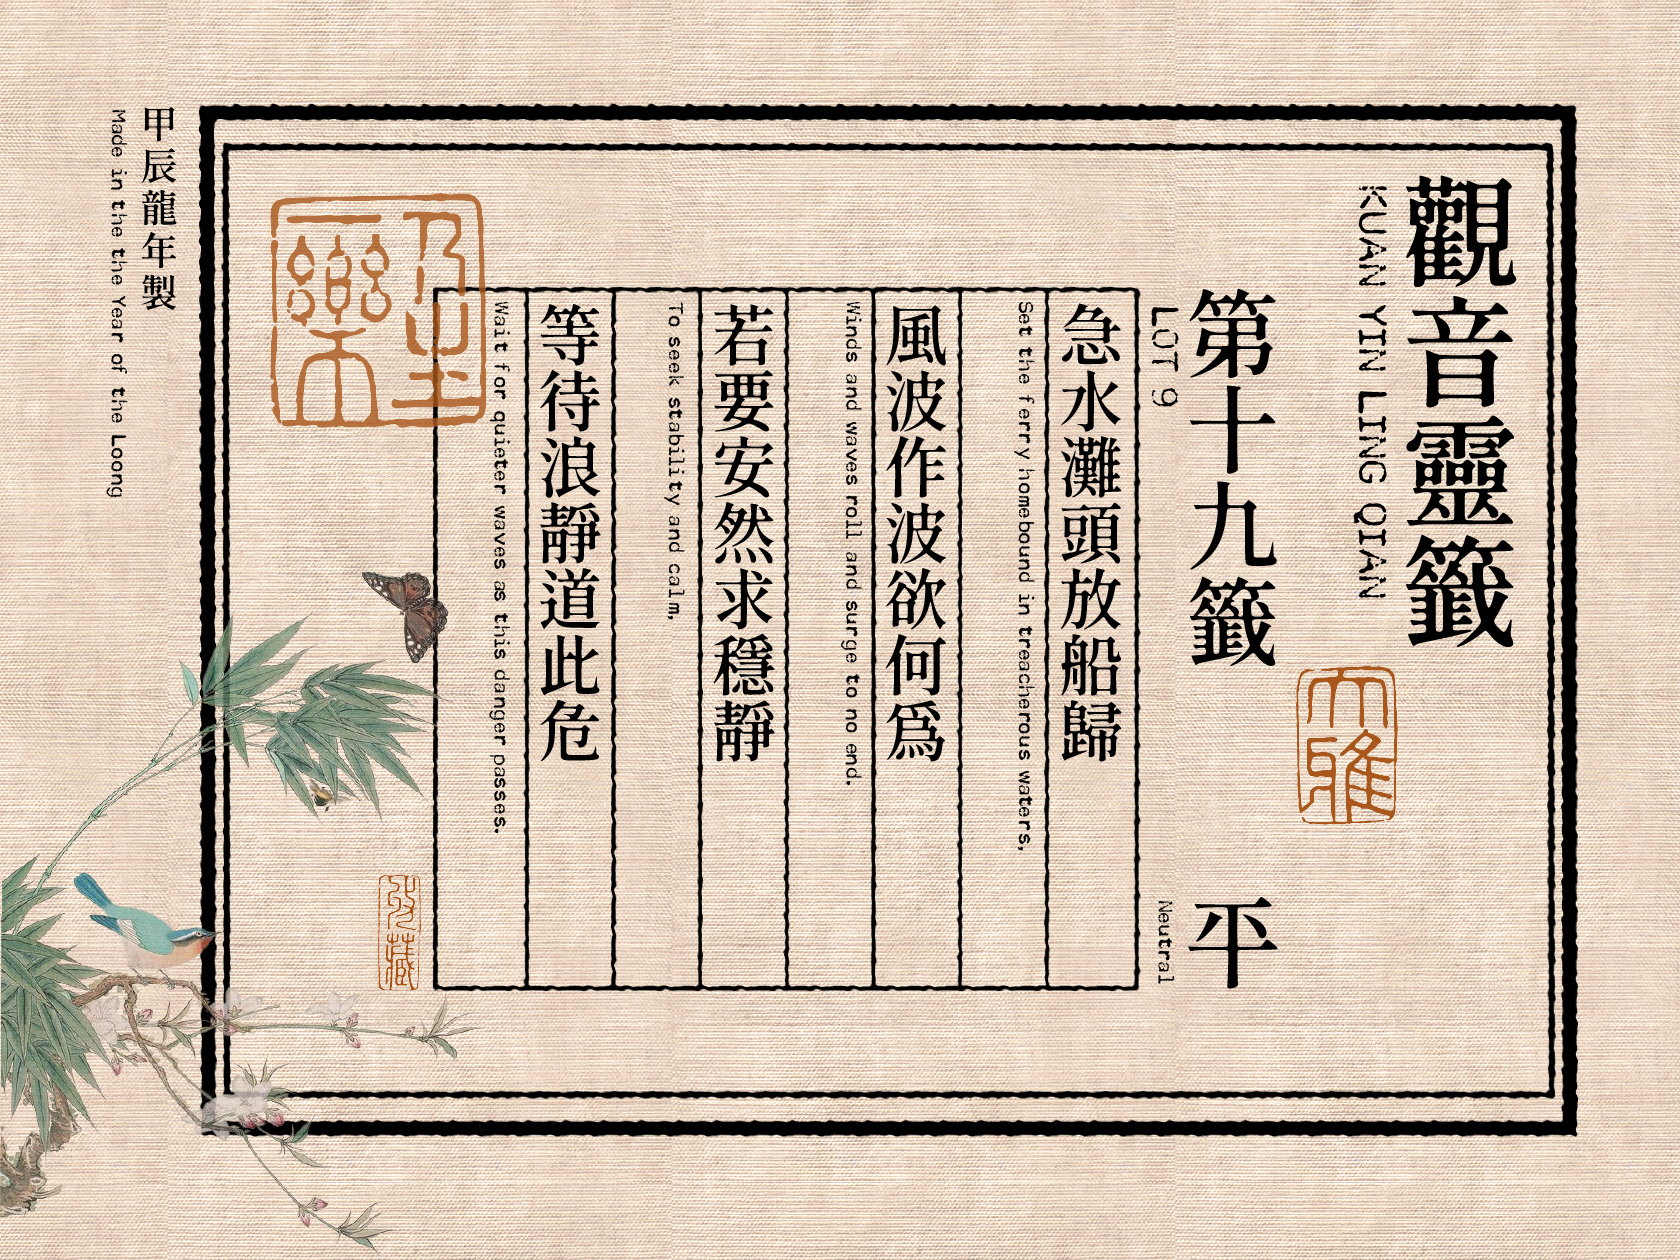 觀音靈籤
KUAN YIN LING QIAN
大雅
第十九籤
平
LOT 9
Neutral
急水灘頭放船歸
Set the ferry homebound in treacherous waters,
風波作波欲何為
Winds and waves roll and surge to no end.
若要安然求穩靜
To seek stability and calm,
等待浪靜道此危
Wait for quieter waves as this danger passes.
甲辰龍年製
Made in the the Year of the Loong